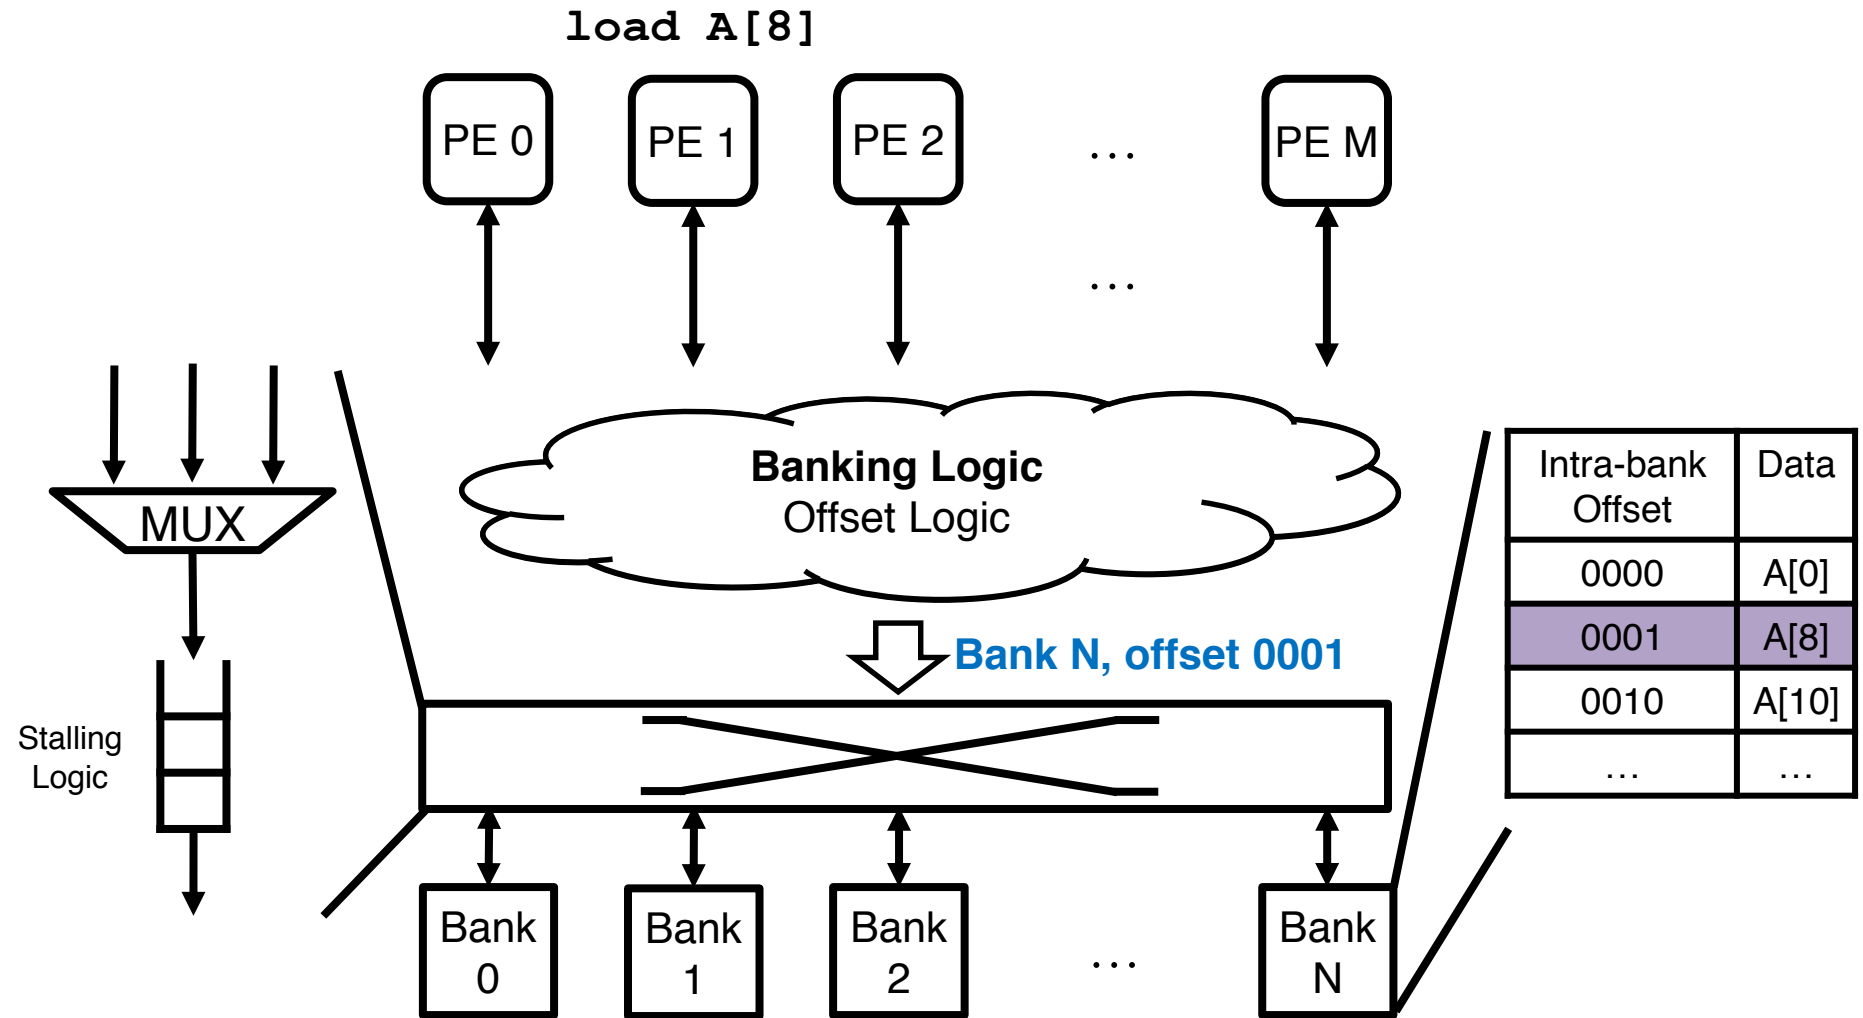 load A[8]
PE 0
PE 1
PE 2
...
PE M
...
MUX
Stalling
Logic
Banking Logic
Offset Logic
Bank N, offset 0001
Bank
0
Bank
1
Bank
2
...
Bank
N
Intra-bank
Offset
Data
0000
A[0]
0001
A[8]
0010
A[10]
...
...